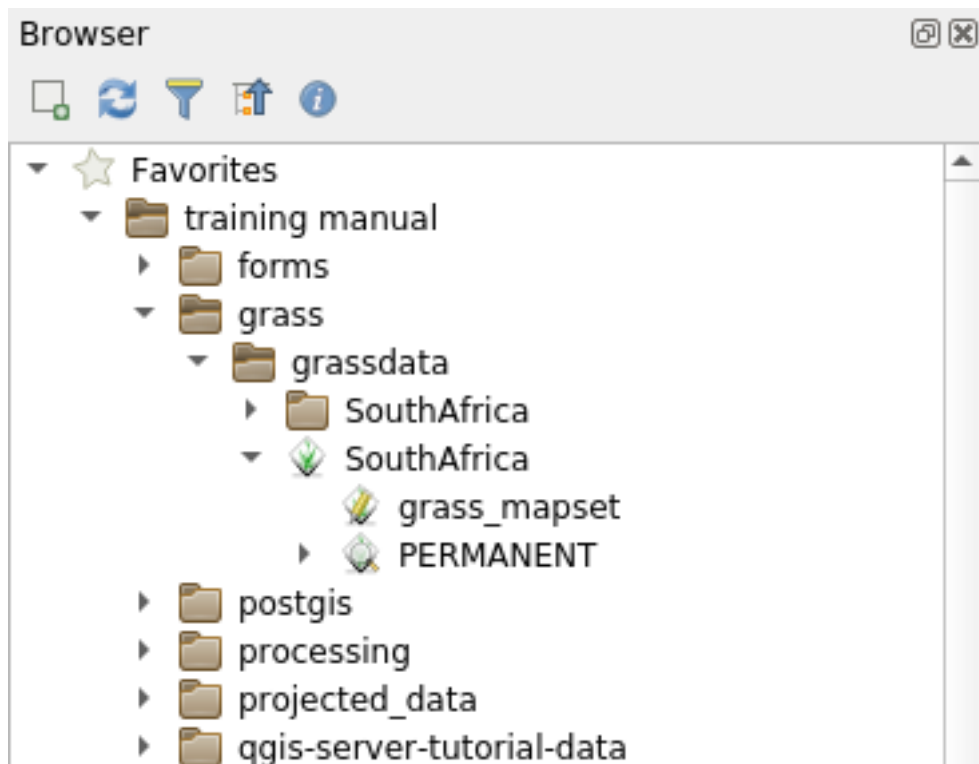 Browser
Favorites
training manual
forms
grass
grassdata
SouthAfrica
SouthAfrica
grass_mapset
PERMANENT
postgis
processing
projected_data
qgis-server-tutorial-data